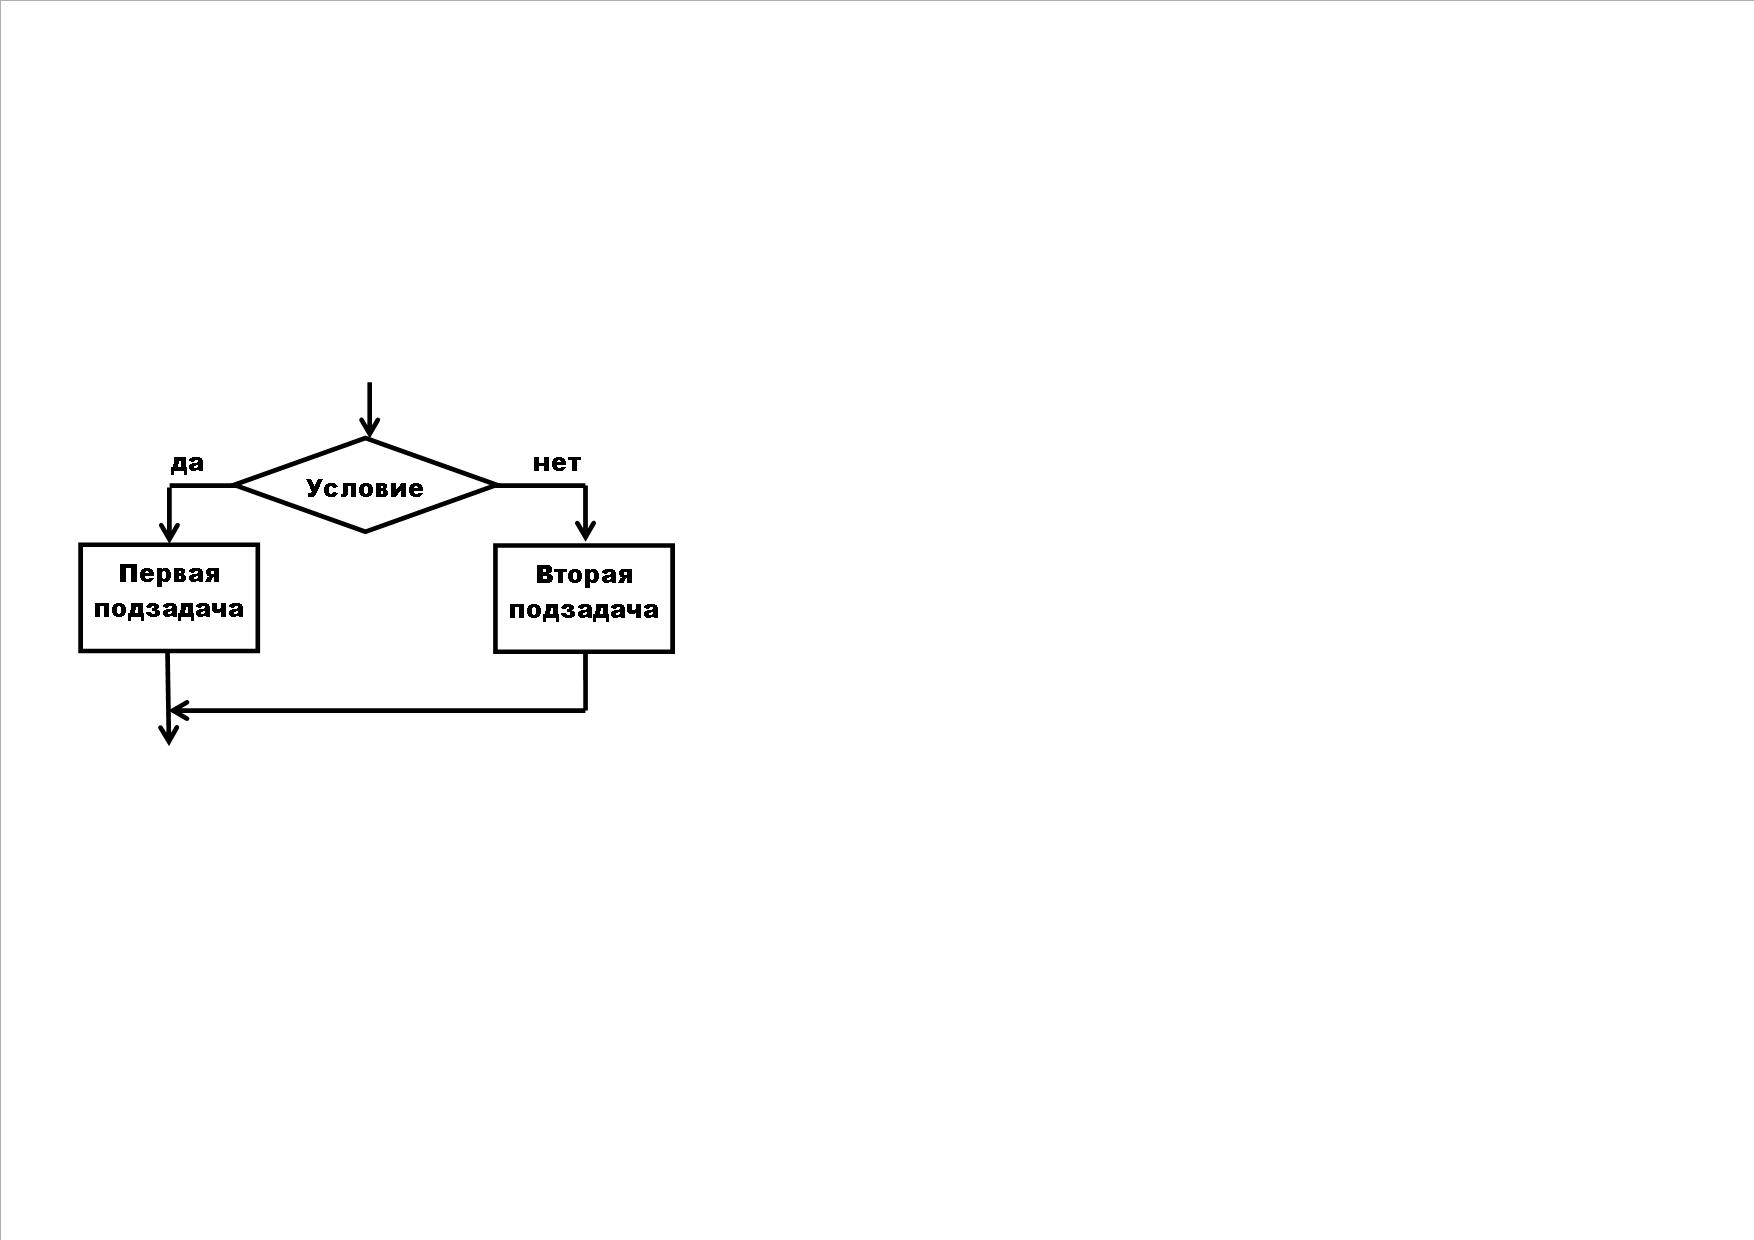 да
нет
Условие
Первая
подзадача
Вторая
подзадача